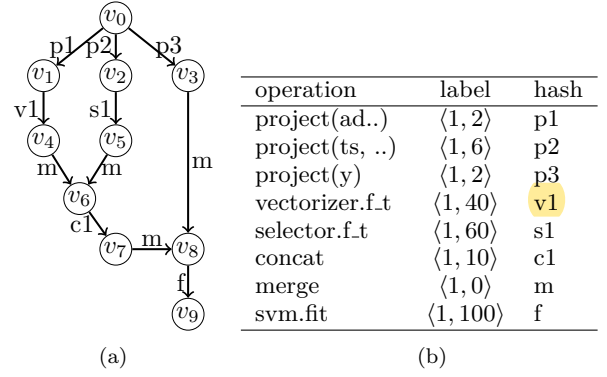 v0
p1 p2 p3
v1 v2 v3
v1 s1
v4 v5
m m m
v6
c1
v7 m v8
f
v9
(a)
operation label hash
project(ad..) ⟨1, 2⟩ p1
project(ts, ..) ⟨1, 6⟩ p2
project(y) ⟨1, 2⟩ p3
vectorizer.f_t ⟨1, 40⟩ v1
selector.f_t ⟨1, 60⟩ s1
concat ⟨1, 10⟩ c1
merge ⟨1, 0⟩ m
svm.fit ⟨1, 100⟩ f
(b)